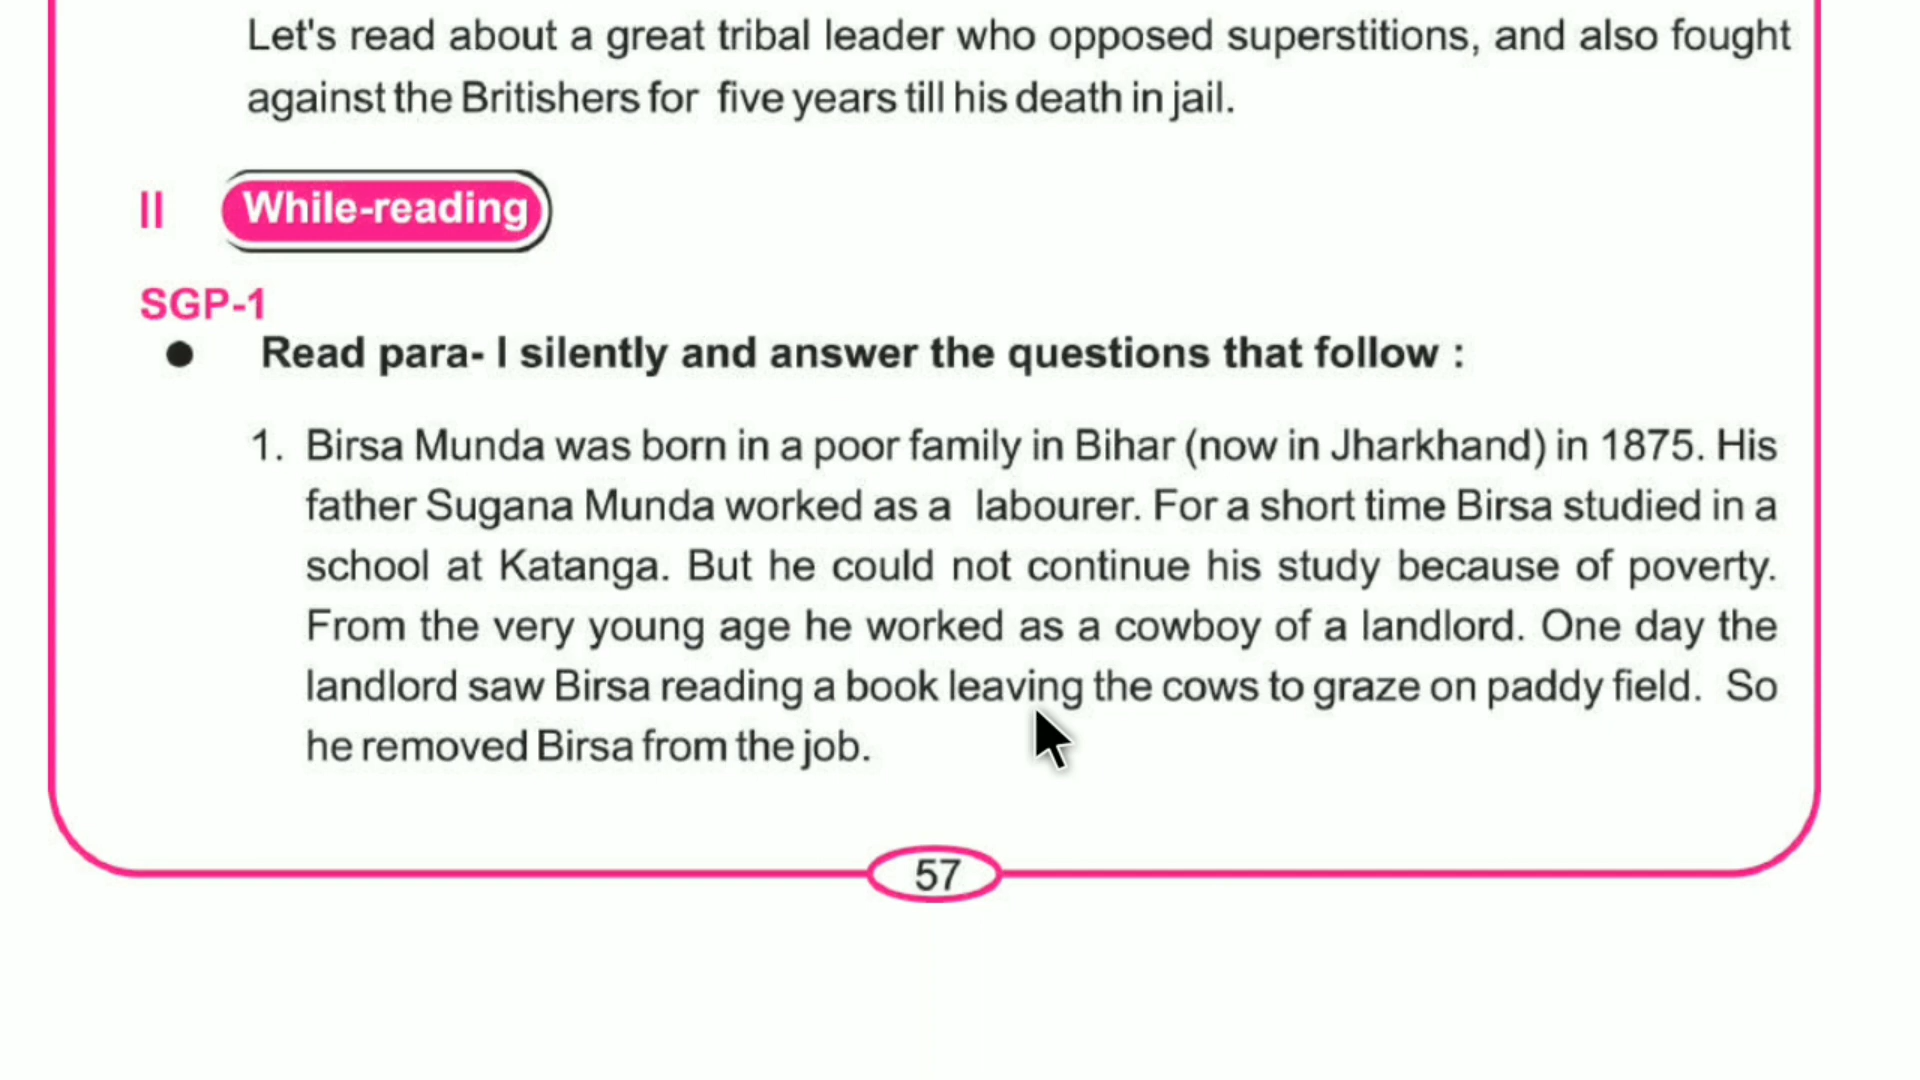 Let's read about a great tribal leader who opposed superstitions, and also fought
against the Britishers for five years till his death in jail.
II While-reading
SGP-1
● Read para- I silently and answer the questions that follow :
1. Birsa Munda was born in a poor family in Bihar (now in Jharkhand) in 1875. His
father Sugana Munda worked as a labourer. For a short time Birsa studied in a
school at Katanga. But he could not continue his study because of poverty.
From the very young age he worked as a cowboy of a landlord. One day the
landlord saw Birsa reading a book leaving the cows to graze on paddy field. So
he removed Birsa from the job.
57